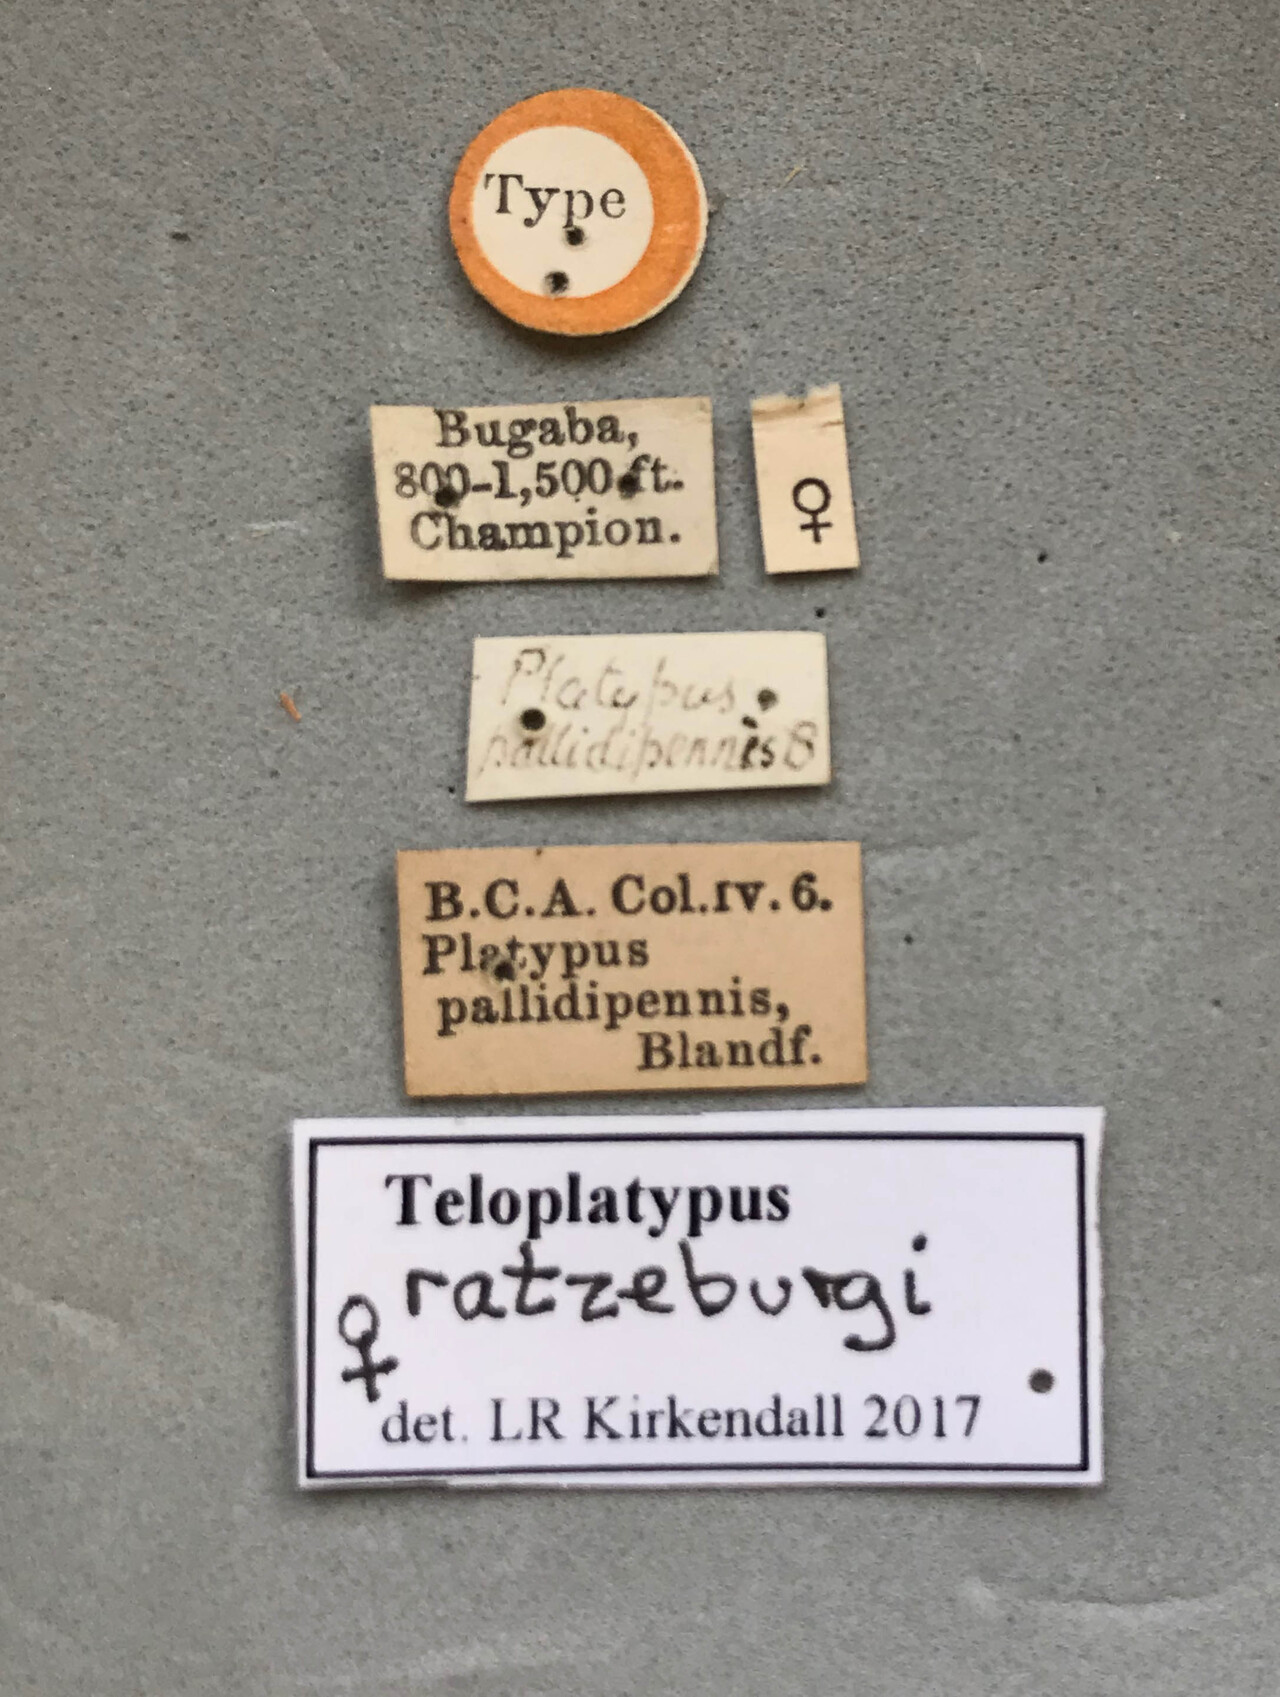 Type
Bugaba,
800-1,500 ft.
Champion.
♀
Platypus
pallidipennis
B.C.A. Col.IV. 6.
Platypus
pallidipennis,
Blandf.
Teloplatypus
ratzeburgi
♀
det. LR Kirkendall 2017